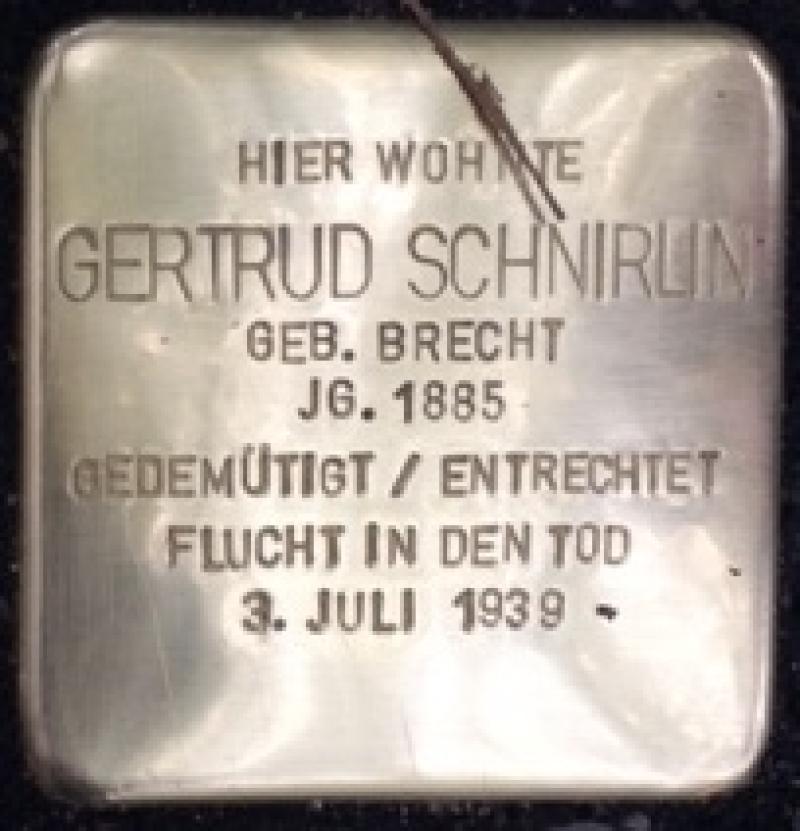 HIER WOHNTE
GERTRUD SCHNIRLIN
GEB. BRECHT
JG. 1885
GEDEMÜTIGT / ENTRECHTET
FLUCHT IN DEN TOD
3. JULI 1939